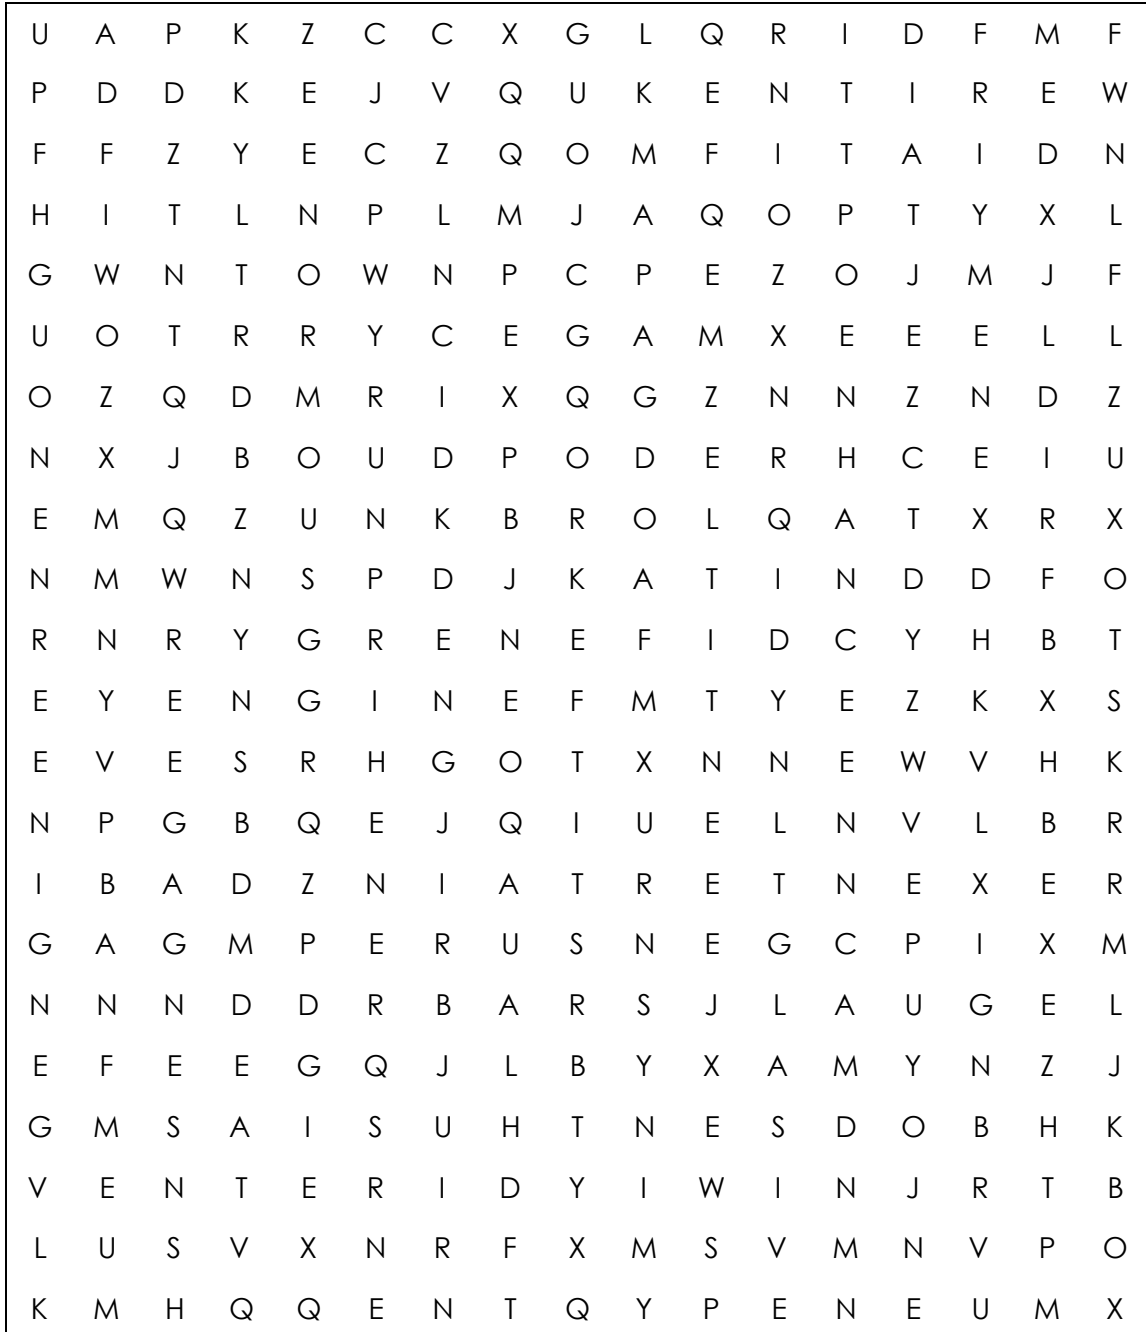 U A P K Z C C X G L Q R I D F M F
P D D K E J V Q U K E N T I R E W
F F Z Y E C Z Q O M F I T A I D N
H I T L N P L M J A Q O P T Y X L
G W N T O W N P C P E Z O J M J F
U O T R R Y C E G A M X E E E L L
O Z Q D M R I X Q G Z N N Z N D Z
N X J B O U D P O D E R H C E I U
E M Q Z U N K B R O L Q A T X R X
N M W N S P D J K A T I N D D F O
R N R Y G R E N E F I D C Y H B T
E Y E N G I N E F M T Y E Z K X S
E V E S R H G O T X N N E W V H K
N P G B Q E J Q I U E L N V L B R
I B A D Z N I A T R E T N E X E R
G A G M P E R U S N E G C P I X M
N N N D D R B A R S J L A U G E L
E F E E G Q J L B Y X A M Y N Z J
G M S A I S U H T N E S D O B H K
V E N T E R I D Y I W I N J R T B
L U S V X N R F X M S V M N V P O
K M H Q Q E N T Q Y P E N E U M X